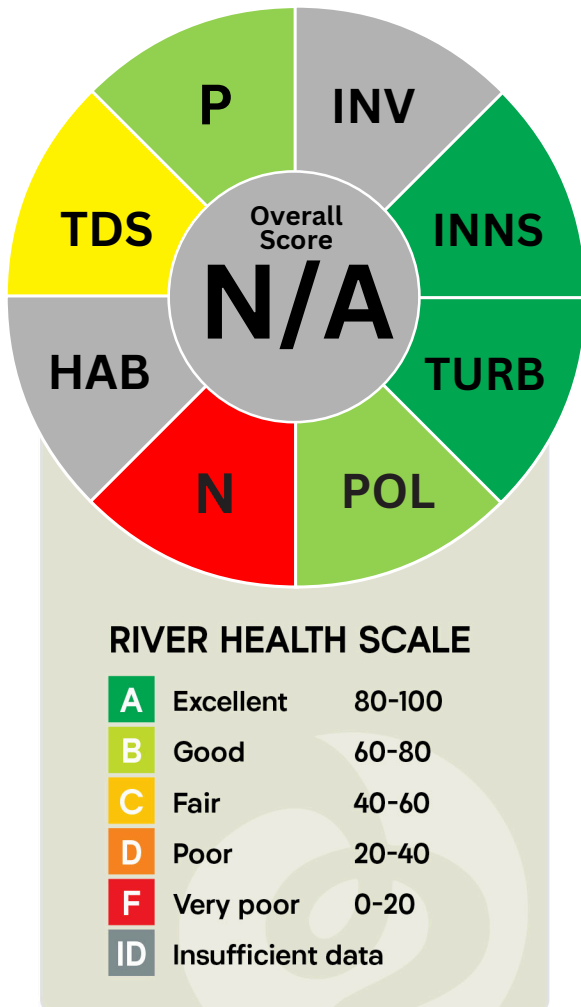 P
INV
TDS
INNS
Overall
Score
N/A
HAB
TURB
N
POL
RIVER HEALTH SCALE
A Excellent 80-100
B Good 60-80
C Fair 40-60
D Poor 20-40
F Very poor 0-20
ID Insufficient data